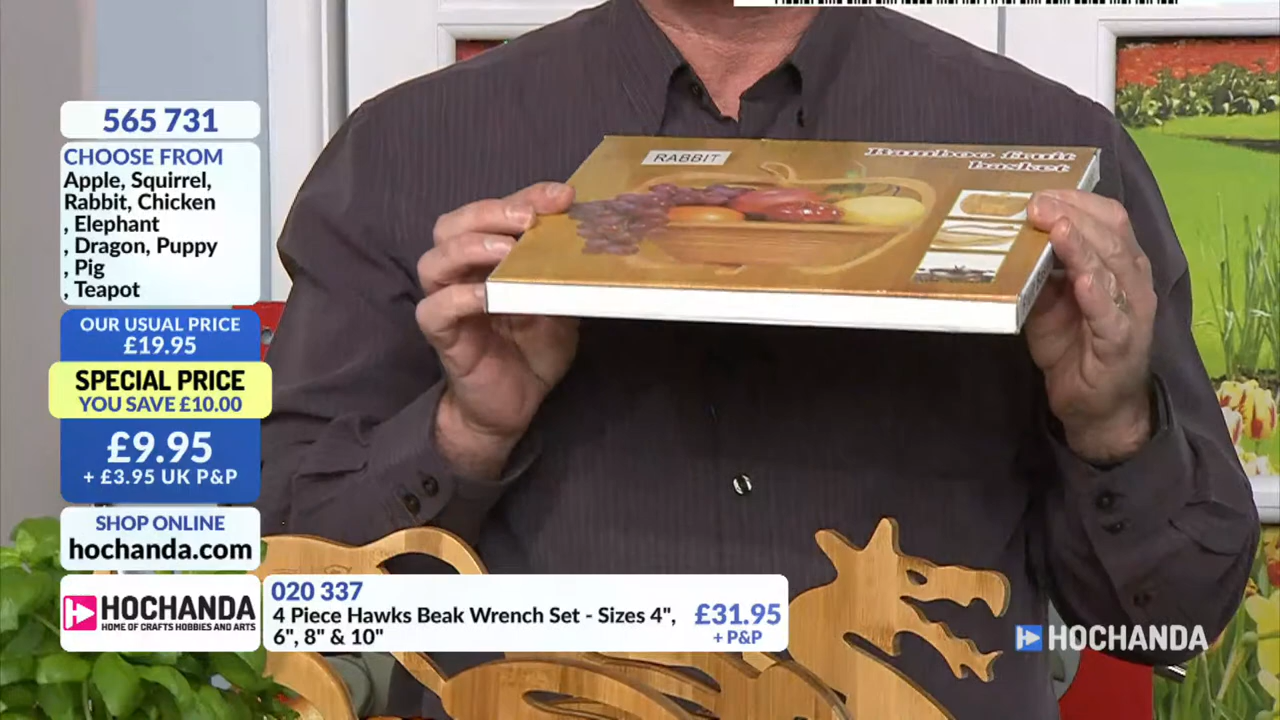 565 731
CHOOSE FROM
Apple, Squirrel,
Rabbit, Chicken
, Elephant
, Dragon, Puppy
, Pig
, Teapot
OUR USUAL PRICE
£19.95
SPECIAL PRICE
YOU SAVE £10.00
£9.95
+ £3.95 UK P&P
SHOP ONLINE
hochanda.com
HOCHANDA
HOME OF CRAFTS HOBBIES AND ARTS
020 337
4 Piece Hawks Beak Wrench Set - Sizes 4",
6", 8" & 10"
£31.95
+ P&P
RABBIT
Bamboo fruit
basket
HOCHANDA